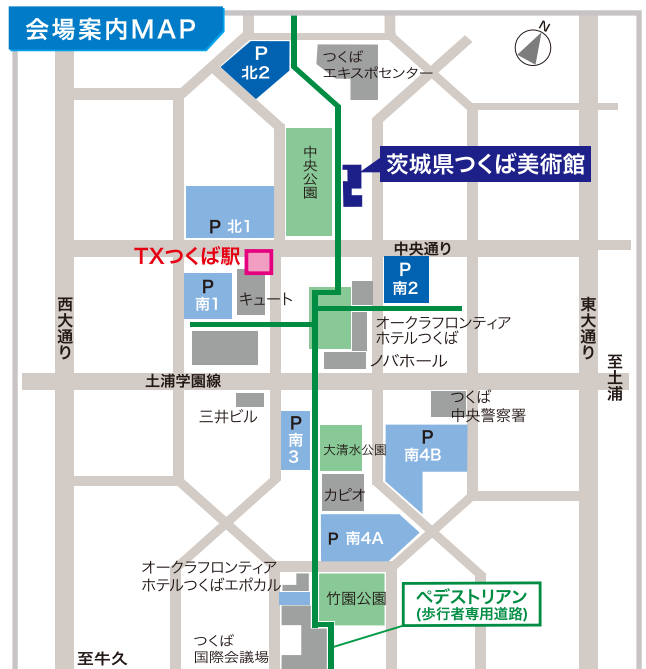 会場案内MAP
N
P
北2
つくば
エキスポセンター
中央公園
茨城県つくば美術館
P 北1
TXつくば駅
中央通り
P
南2
P
南1
キュート
西大通り
東大通り
オークラフロンティア
ホテルつくば
ノバホール
至土浦
土浦学園線
三井ビル
つくば
中央警察署
P
南
3
大清水公園
P
南4B
カピオ
P 南4A
オークラフロンティア
ホテルつくばエポカル
竹園公園
ペデストリアン
(歩行者専用道路)
つくば
国際会議場
至牛久